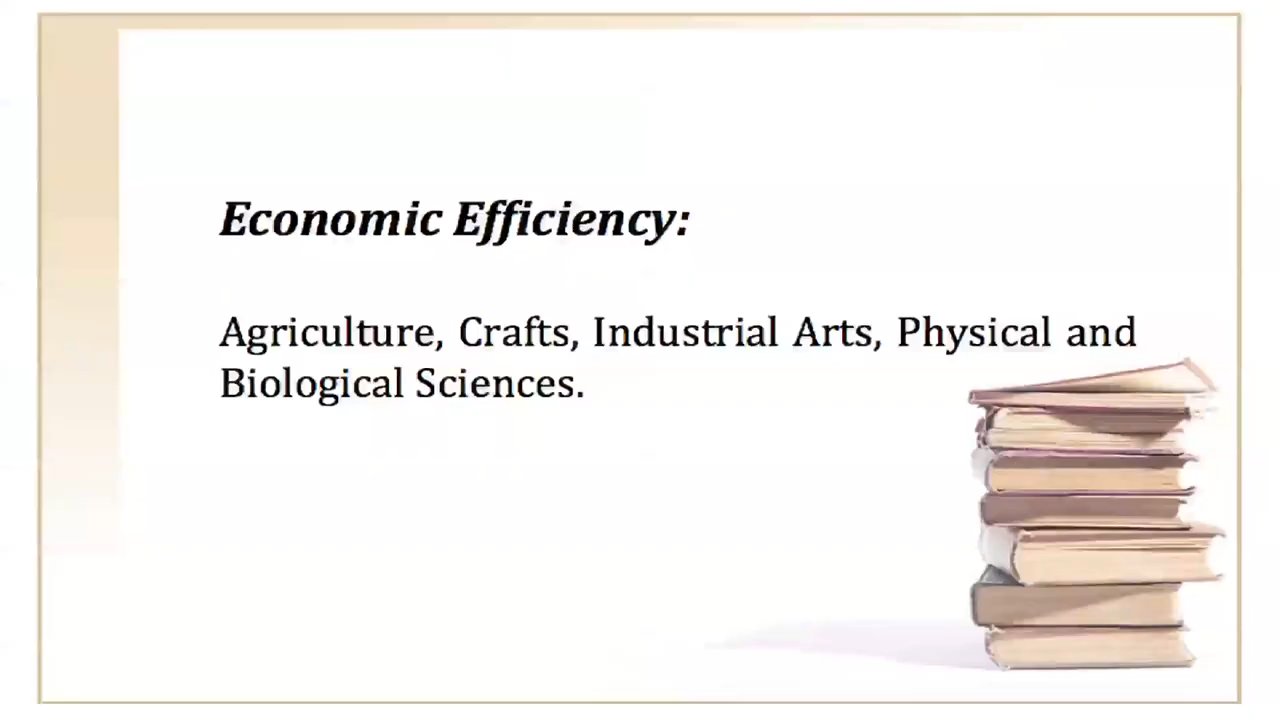 Economic Efficiency:
Agriculture, Crafts, Industrial Arts, Physical and
Biological Sciences.